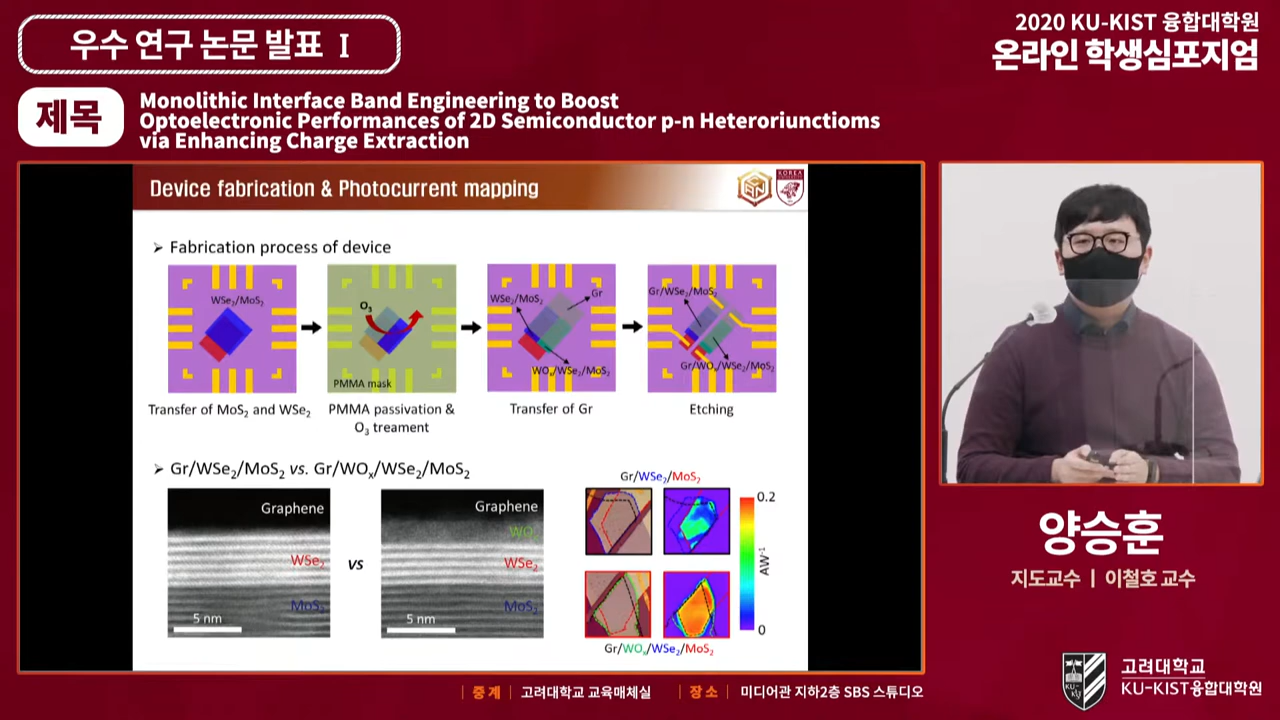 우수 연구 논문 발표 Ⅰ
2020 KU-KIST 융합대학원
온라인 학생심포지엄
제목
Monolithic Interface Band Engineering to Boost
Optoelectronic Performances of 2D Semiconductor p-n Heteroriunctioms
via Enhancing Charge Extraction
Device fabrication & Photocurrent mapping
KOREA
➢ Fabrication process of device
WSe₂/MoS₂
O₃
PMMA mask
WSe₂/MoS₂
Gr
WOₓ/WSe₂/MoS₂
Gr/WSe₂/MoS₂
Gr/WOₓ/WSe₂/MoS₂
Transfer of MoS₂ and WSe₂
PMMA passivation &
O₃ treament
Transfer of Gr
Etching
➢ Gr/WSe₂/MoS₂ vs. Gr/WOₓ/WSe₂/MoS₂
Graphene
WSe₂
MoS₂
5 nm
vs
Graphene
WOₓ
WSe₂
MoS₂
5 nm
Gr/WSe₂/MoS₂
0.2
AW⁻¹
0
Gr/WOₓ/WSe₂/MoS₂
양승훈
지도교수 | 이철호 교수
고려대학교
KU-KIST융합대학원
KU-KIST
| 중계 | 고려대학교 교육매체실 | 장소 | 미디어관 지하2층 SBS 스튜디오